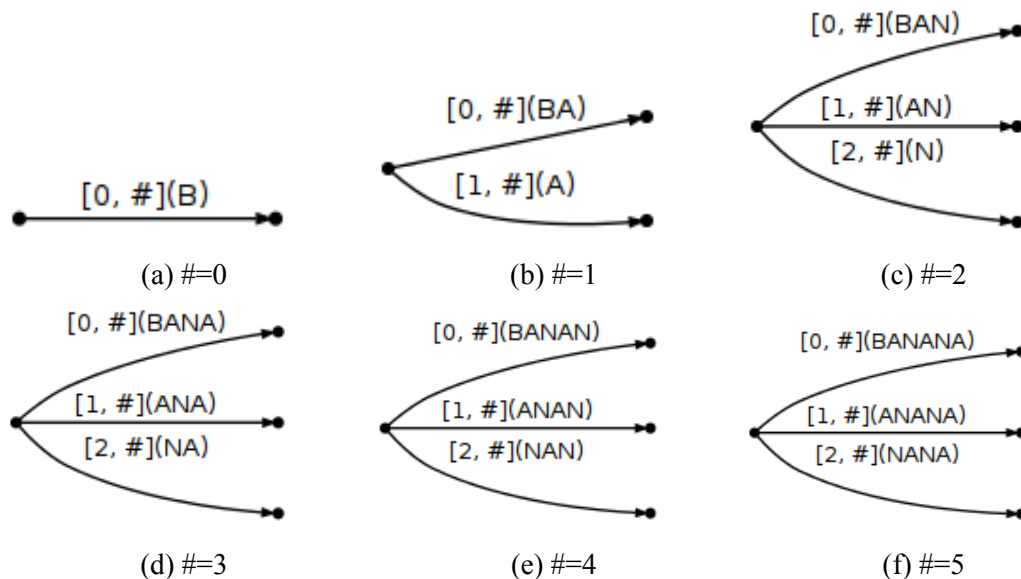 [0, #](B)
(a) #=0
[0, #](BA)
[1, #](A)
(b) #=1
[0, #](BAN)
[1, #](AN)
[2, #](N)
(c) #=2
[0, #](BANA)
[1, #](ANA)
[2, #](NA)
(d) #=3
[0, #](BANAN)
[1, #](ANAN)
[2, #](NAN)
(e) #=4
[0, #](BANANA)
[1, #](ANANA)
[2, #](NANA)
(f) #=5